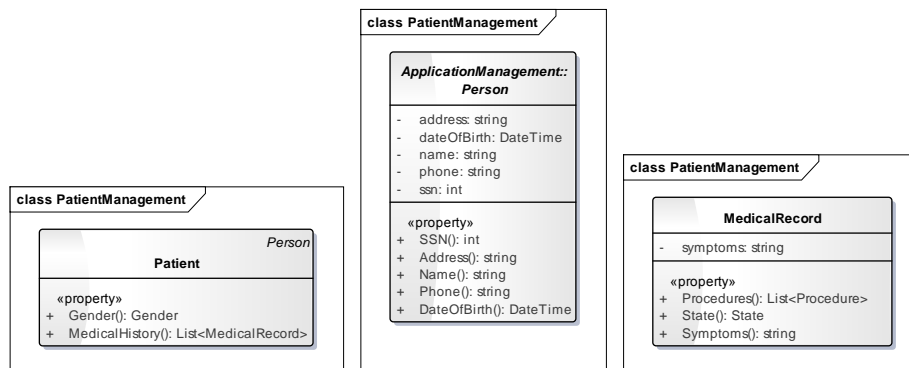 class PatientManagement
Person
Patient
«property»
+ Gender(): Gender
+ MedicalHistory(): List<MedicalRecord>
class PatientManagement
ApplicationManagement::
Person
- address: string
- dateOfBirth: DateTime
- name: string
- phone: string
- ssn: int
«property»
+ SSN(): int
+ Address(): string
+ Name(): string
+ Phone(): string
+ DateOfBirth(): DateTime
class PatientManagement
MedicalRecord
- symptoms: string
«property»
+ Procedures(): List<Procedure>
+ State(): State
+ Symptoms(): string